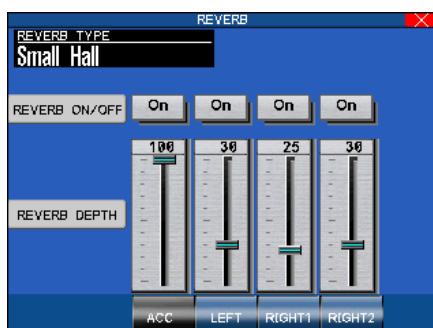 REVERB
REVERB TYPE
Small Hall
REVERB ON/OFF
On On On On
100 30 25 30
REVERB DEPTH
ACC LEFT RIGHT1 RIGHT2